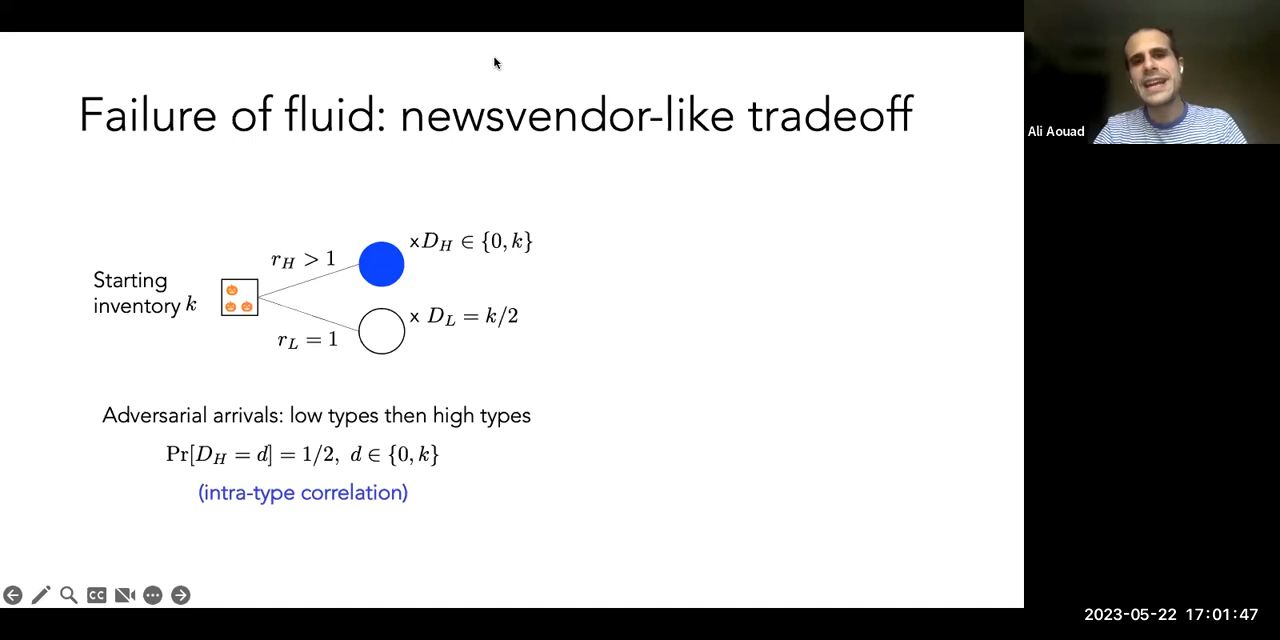 Failure of fluid: newsvendor-like tradeoff
Ali Aouad
Starting
inventory k
r_H > 1
×D_H ∈ {0, k}
r_L = 1
× D_L = k/2
Adversarial arrivals: low types then high types
Pr[D_H = d] = 1/2, d ∈ {0, k}
(intra-type correlation)
CC
2023-05-22 17:01:47